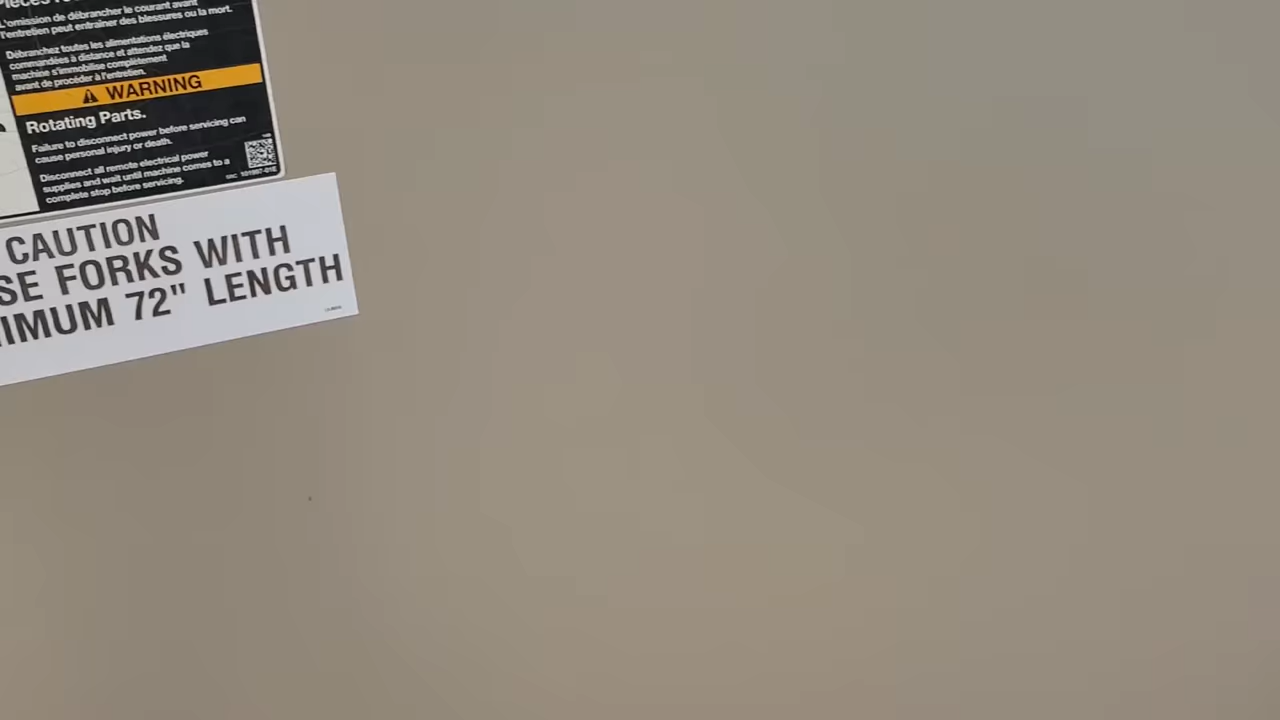 L'omission de débrancher le courant avant
l'entretien peut entraîner des blessures ou la mort.
Débranchez toutes les alimentations électriques
commandées à distance et attendez que la
machine s'immobilise complètement
avant de procéder à l'entretien.
WARNING
Rotating Parts.
Failure to disconnect power before servicing can
cause personal injury or death.
Disconnect all remote electrical power
supplies and wait until machine comes to a
complete stop before servicing.
CAUTION
SE FORKS WITH
IMUM 72" LENGTH